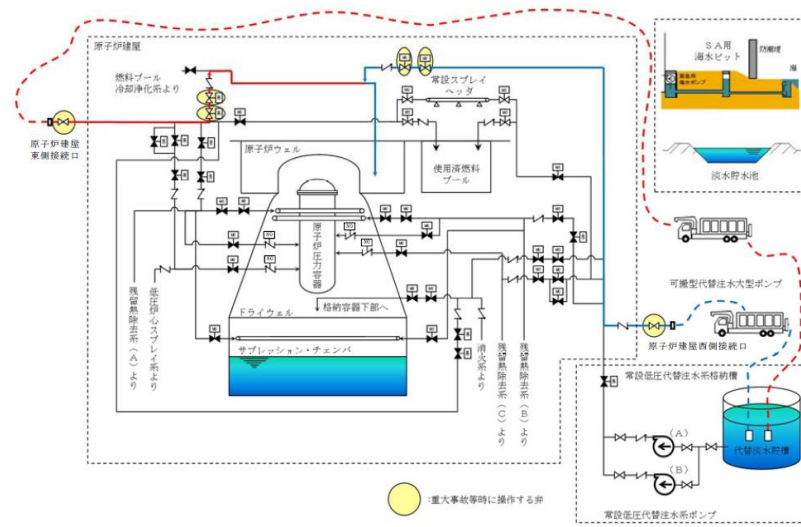 原子炉建屋
燃料プール
冷却浄化系より
常設スプレイ
ヘッダ
SA用
海水ピット
防潮堤
海
原子炉建屋
東側接続口
原子炉ウェル
使用済燃料
プール
淡水貯水池
原子炉圧力容器
可搬型代替注水大型ポンプ
残留熱除去系(A)より
低圧炉心スプレイ系より
ドライウェル
格納容器下部へ
サプレッション・チェンバ
消火系より
残留熱除去系(C)より
残留熱除去系(B)より
原子炉建屋西側接続口
常設低圧代替注水系格納槽
(A)
代替淡水貯槽
(B)
常設低圧代替注水系ポンプ
:重大事故等時に操作する弁